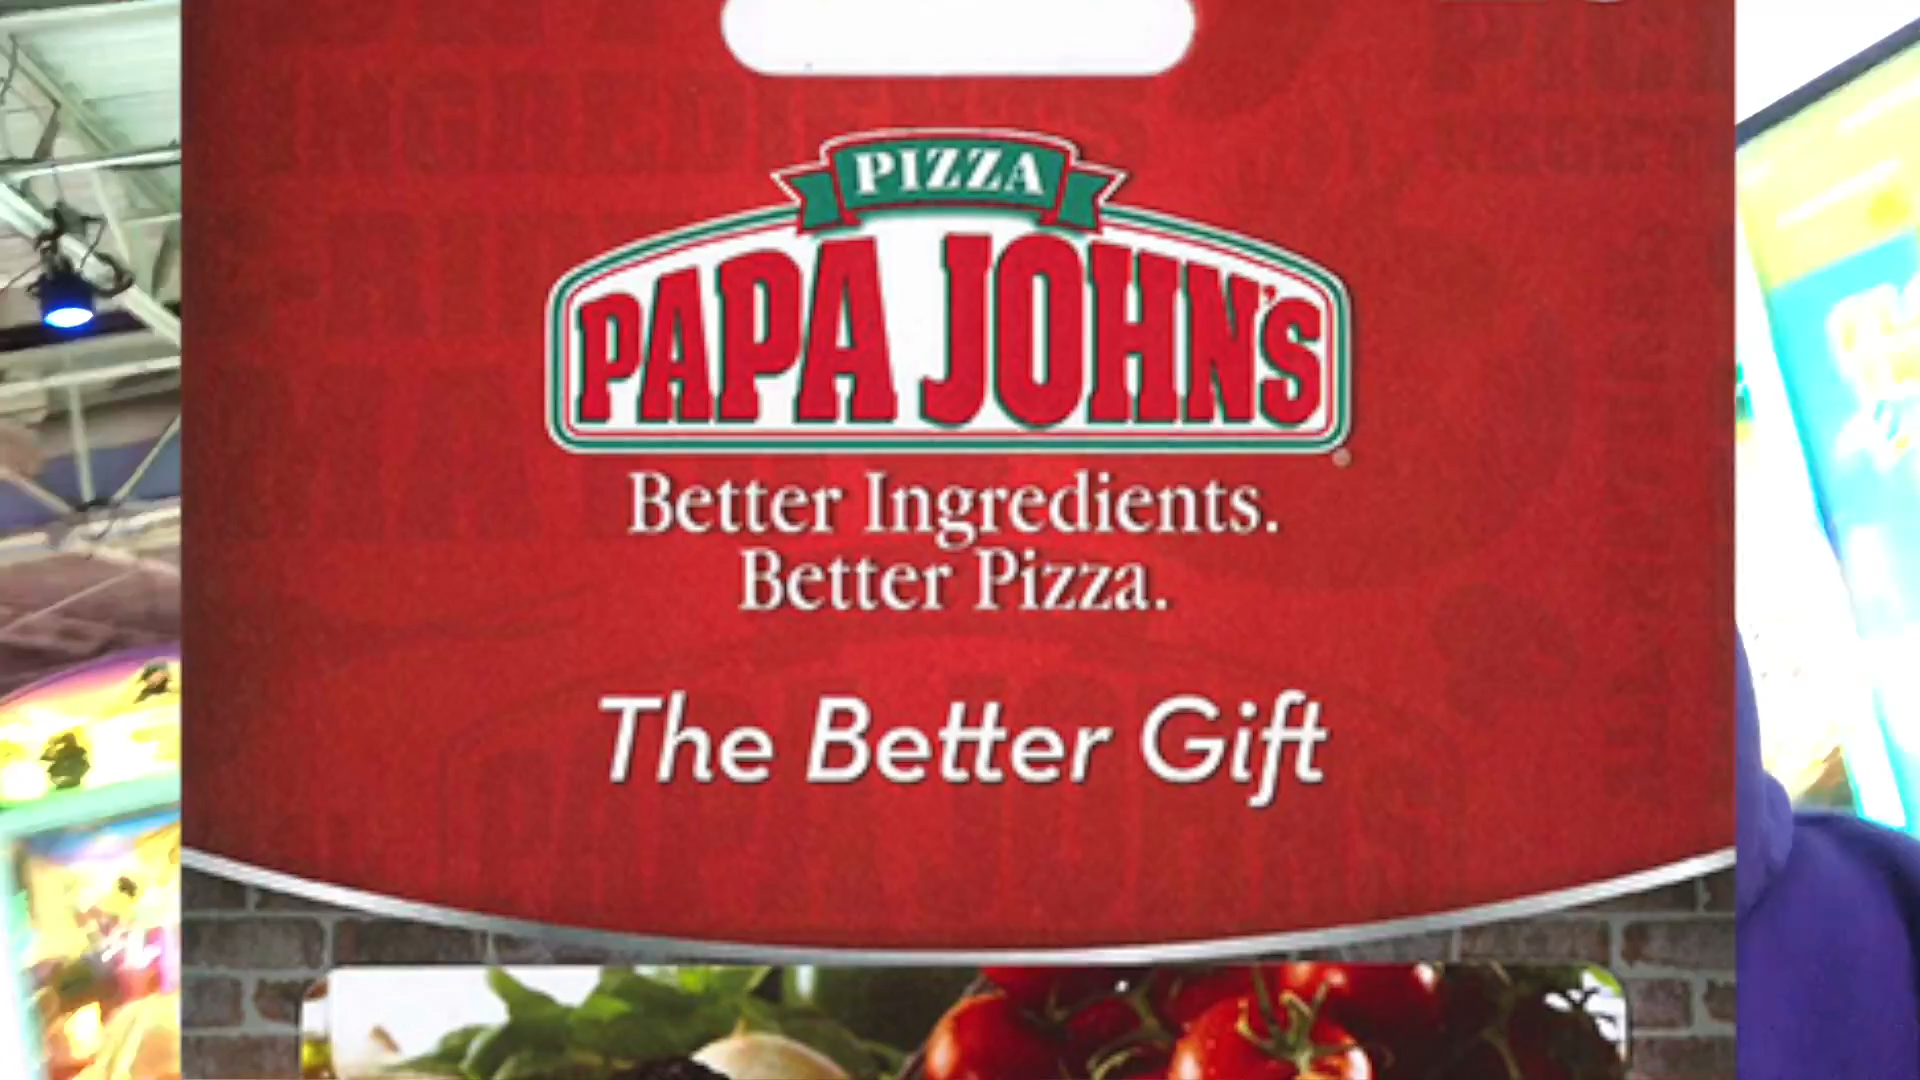 PIZZA
PAPA JOHN'S
Better Ingredients.
Better Pizza.
The Better Gift